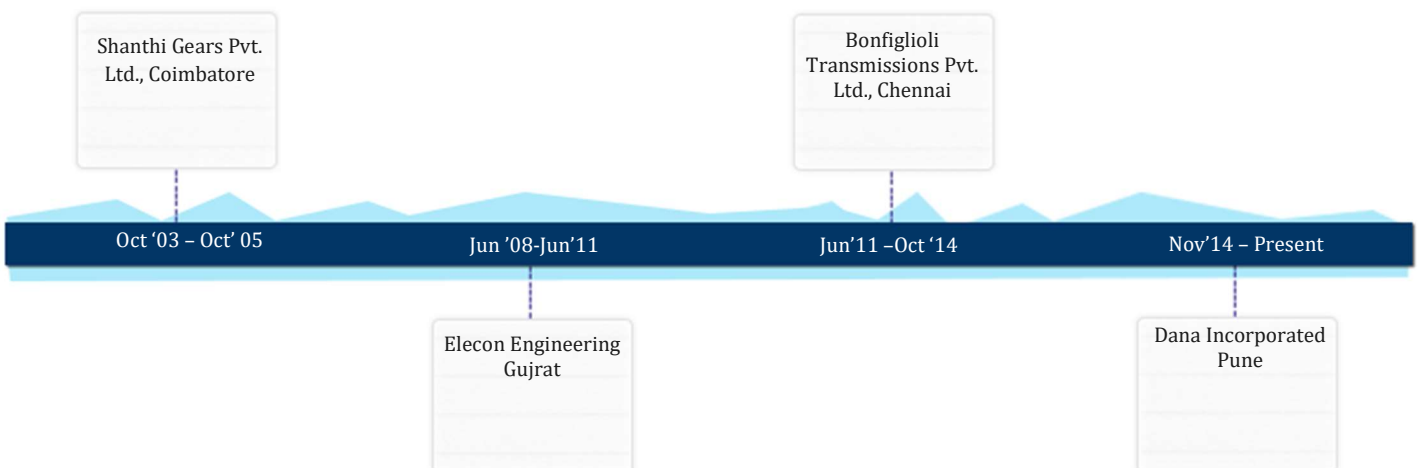 Shanthi Gears Pvt.
Ltd., Coimbatore
Bonfiglioli
Transmissions Pvt.
Ltd., Chennai
Oct ‘03 – Oct’ 05
Jun ’08-Jun’11
Jun’11 –Oct ‘14
Nov’14 – Present
Elecon Engineering
Gujrat
Dana Incorporated
Pune